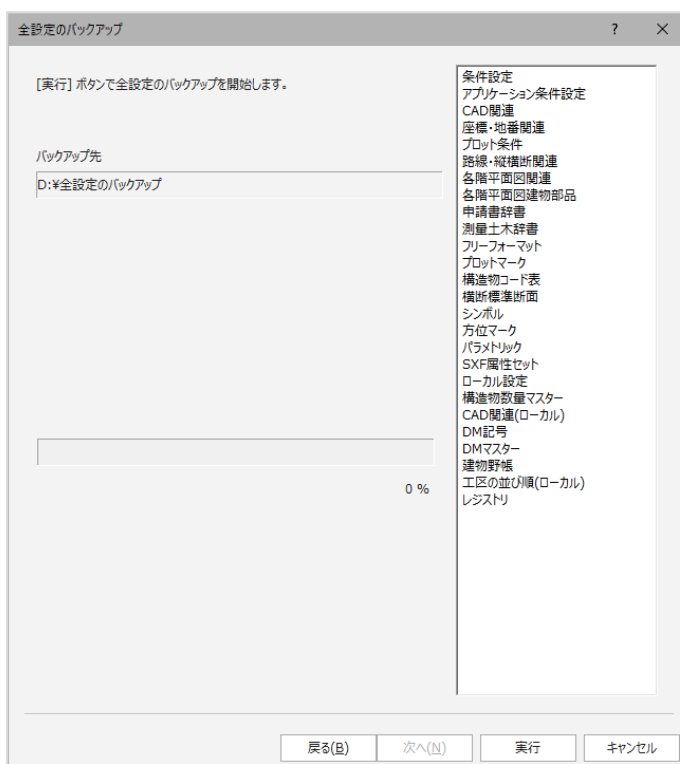 全設定のバックアップ
? ×
[実行] ボタンで全設定のバックアップを開始します。
バックアップ先
D:¥全設定のバックアップ
0 %
条件設定
アプリケーション条件設定
CAD関連
座標・地番関連
プロット条件
路線・縦横断関連
各階平面図関連
各階平面図建物部品
申請書辞書
測量土木辞書
フリーフォーマット
プロットマーク
構造物コード表
横断標準断面
シンボル
方位マーク
パラメトリック
SXF属性セット
ローカル設定
構造物数量マスター
CAD関連(ローカル)
DM記号
DMマスター
建物野帳
工区の並び順(ローカル)
レジストリ
戻る(B) 次へ(N) 実行 キャンセル